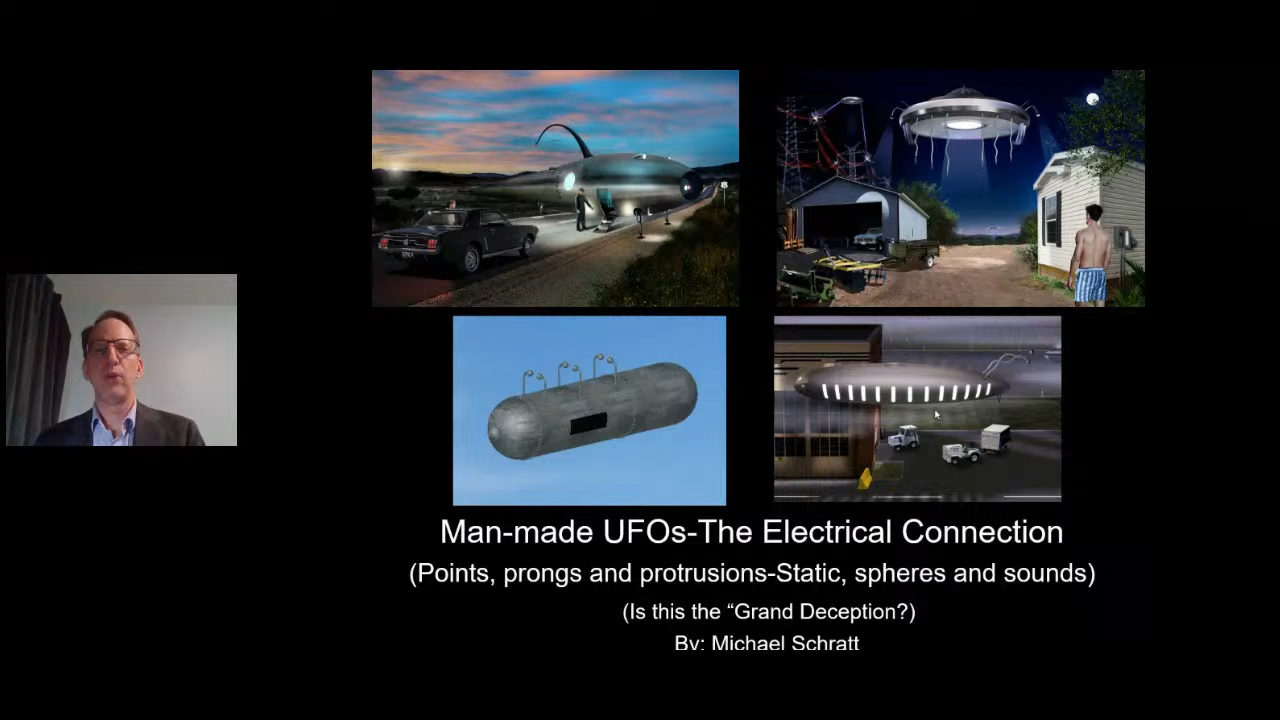 Man-made UFOs-The Electrical Connection
(Points, prongs and protrusions-Static, spheres and sounds)
(Is this the “Grand Deception?)
By: Michael Schratt